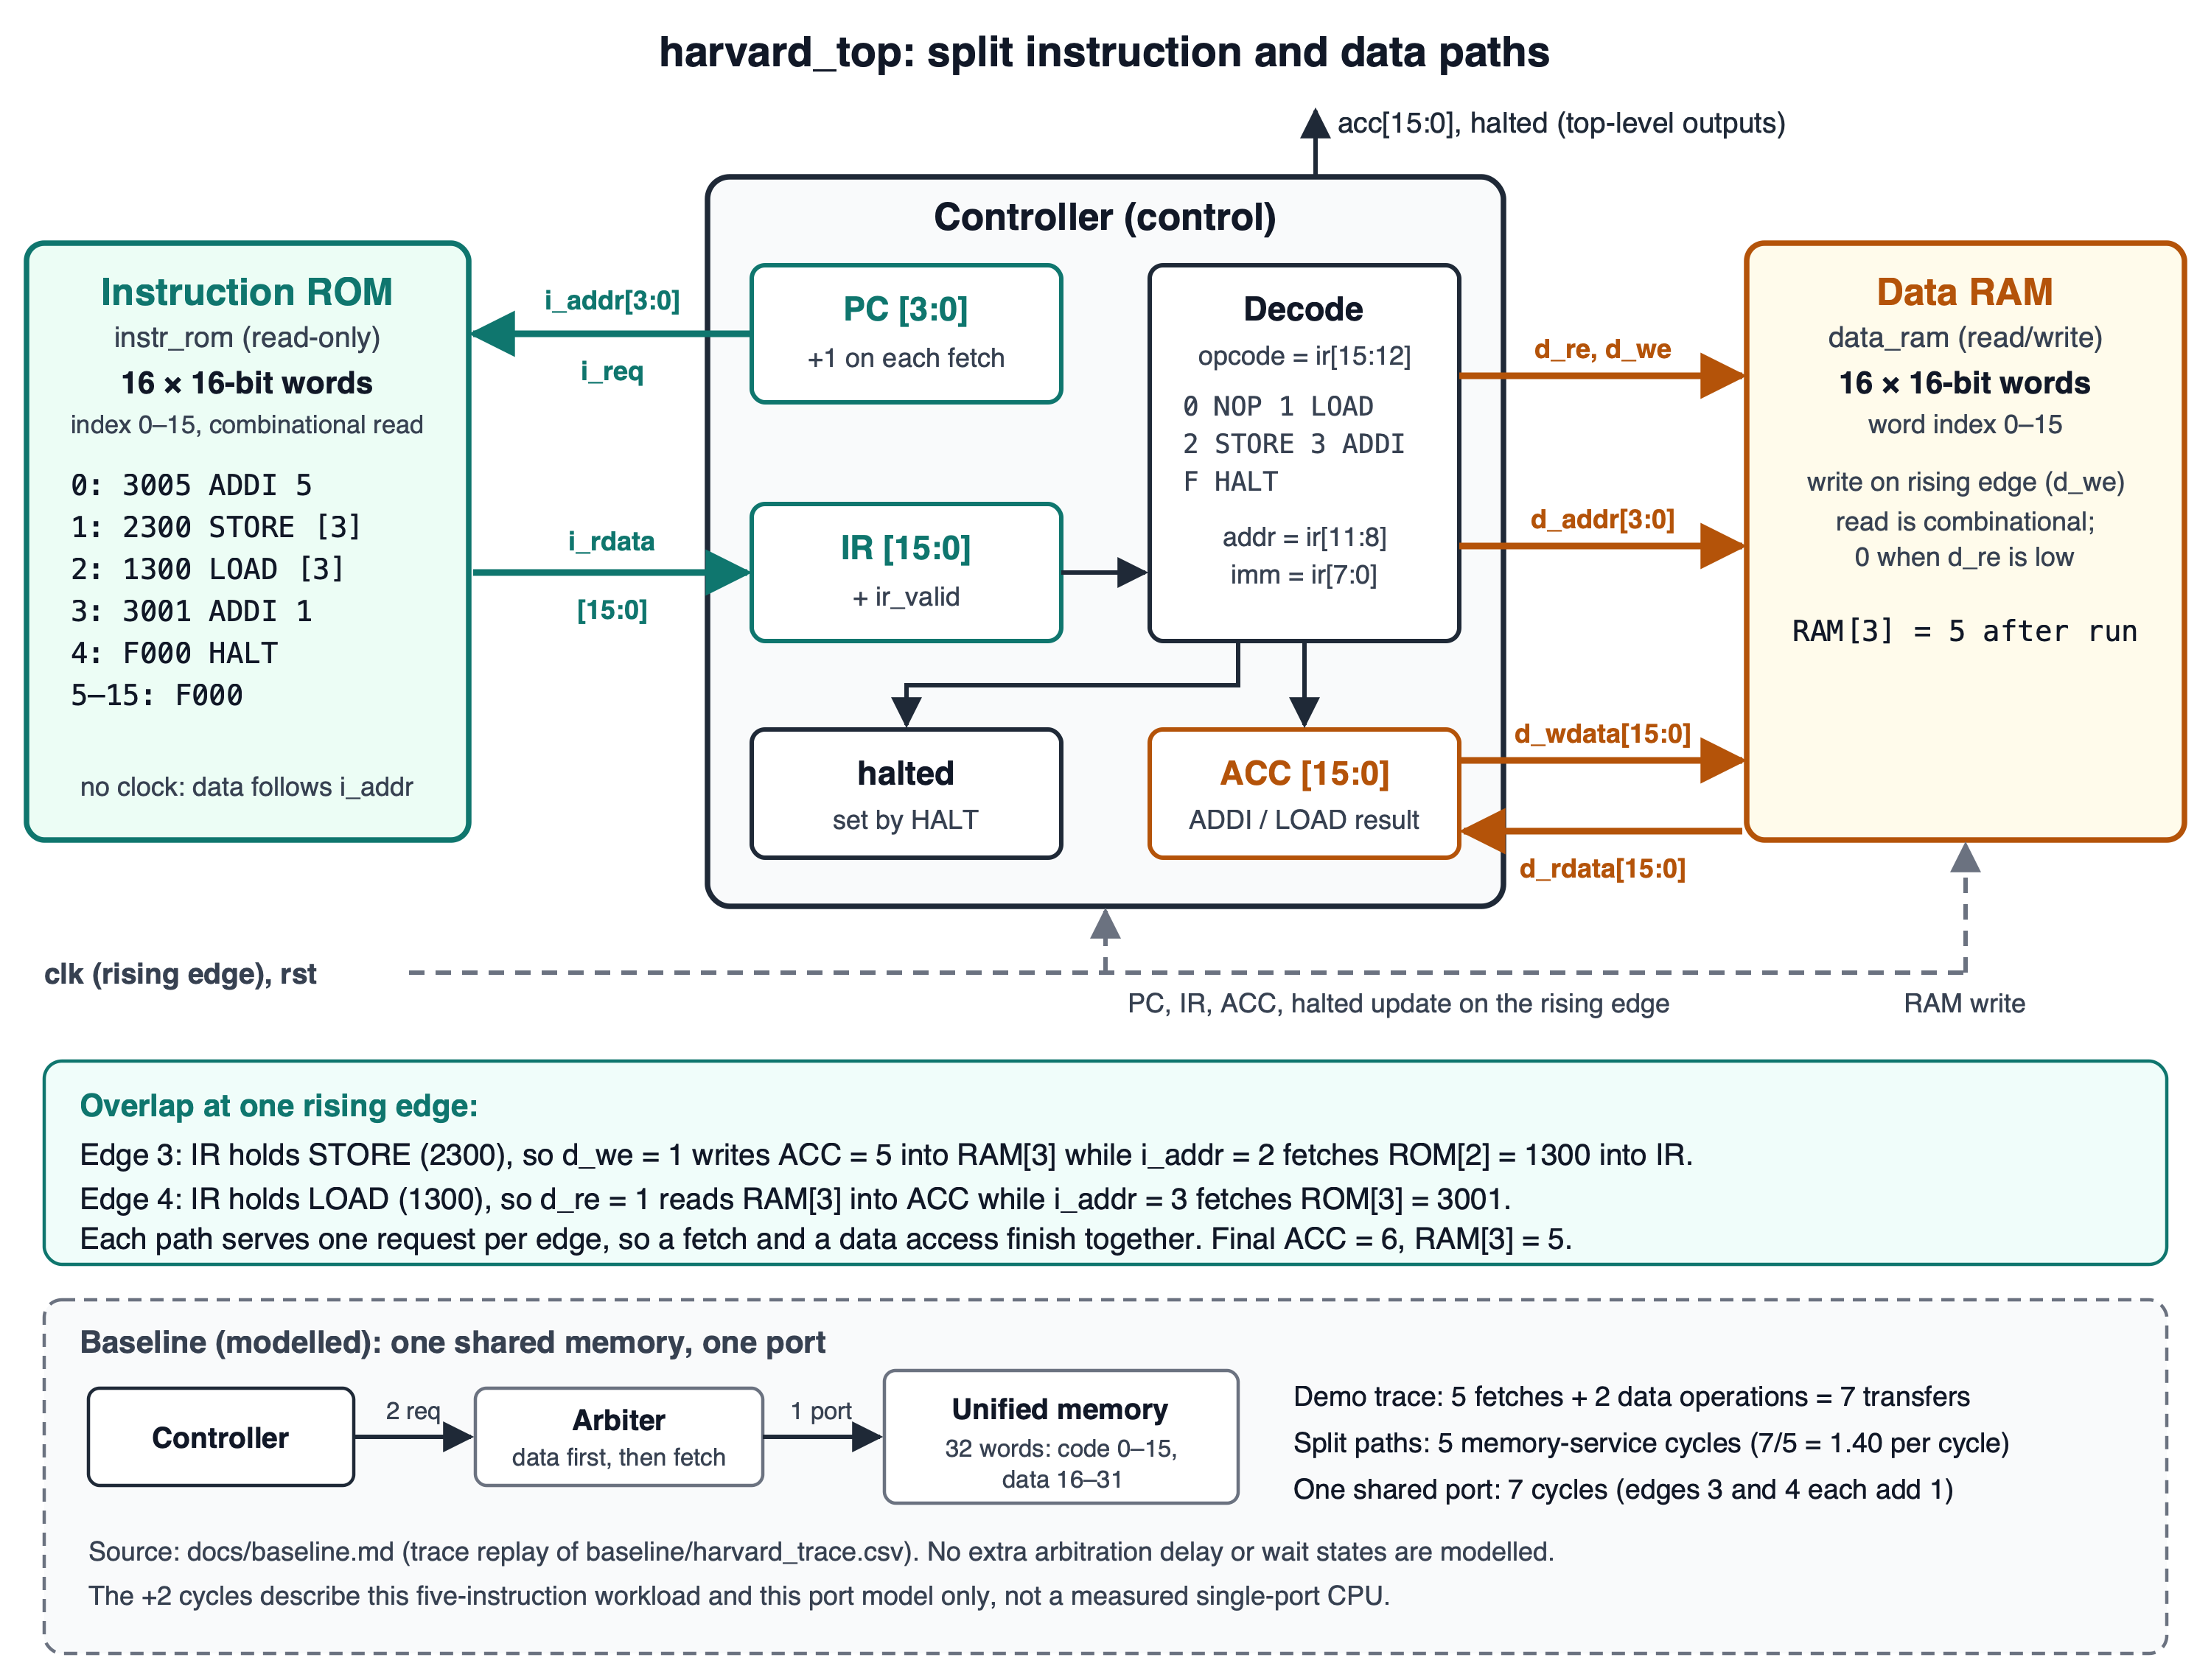 harvard_top: split instruction and data paths
acc[15:0], halted (top-level outputs)
Instruction ROM
instr_rom (read-only)
16 × 16-bit words
index 0–15, combinational read
0: 3005 ADDI 5
1: 2300 STORE [3]
2: 1300 LOAD [3]
3: 3001 ADDI 1
4: F000 HALT
5–15: F000
no clock: data follows i_addr
i_addr[3:0]
i_req
i_rdata
[15:0]
Controller (control)
PC [3:0]
+1 on each fetch
IR [15:0]
+ ir_valid
Decode
opcode = ir[15:12]
0 NOP 1 LOAD
2 STORE 3 ADDI
F HALT
addr = ir[11:8]
imm = ir[7:0]
halted
set by HALT
ACC [15:0]
ADDI / LOAD result
d_re, d_we
d_addr[3:0]
d_wdata[15:0]
d_rdata[15:0]
Data RAM
data_ram (read/write)
16 × 16-bit words
word index 0–15
write on rising edge (d_we)
read is combinational;
0 when d_re is low
RAM[3] = 5 after run
clk (rising edge), rst
PC, IR, ACC, halted update on the rising edge
RAM write
Overlap at one rising edge:
Edge 3: IR holds STORE (2300), so d_we = 1 writes ACC = 5 into RAM[3] while i_addr = 2 fetches ROM[2] = 1300 into IR.
Edge 4: IR holds LOAD (1300), so d_re = 1 reads RAM[3] into ACC while i_addr = 3 fetches ROM[3] = 3001.
Each path serves one request per edge, so a fetch and a data access finish together. Final ACC = 6, RAM[3] = 5.
Baseline (modelled): one shared memory, one port
Controller
2 req
Arbiter
data first, then fetch
1 port
Unified memory
32 words: code 0–15,
data 16–31
Demo trace: 5 fetches + 2 data operations = 7 transfers
Split paths: 5 memory-service cycles (7/5 = 1.40 per cycle)
One shared port: 7 cycles (edges 3 and 4 each add 1)
Source: docs/baseline.md (trace replay of baseline/harvard_trace.csv). No extra arbitration delay or wait states are modelled.
The +2 cycles describe this five-instruction workload and this port model only, not a measured single-port CPU.